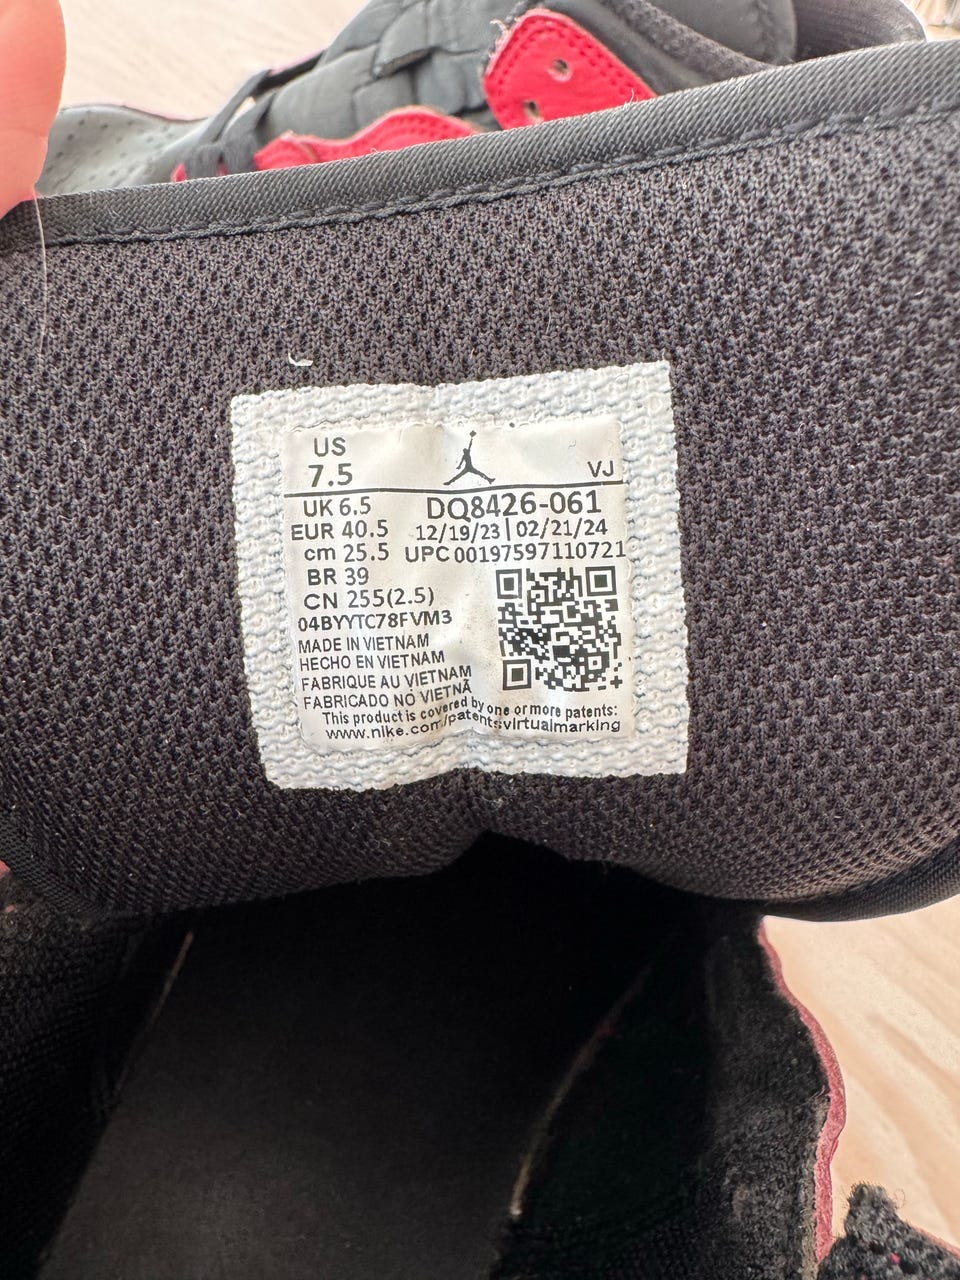 US
7.5
VJ
UK 6.5
DQ8426-061
EUR 40.5
12/19/23 | 02/21/24
cm 25.5
UPC 00197597110721
BR 39
CN 255(2.5)
04BYYTC78FVM3
MADE IN VIETNAM
HECHO EN VIETNAM
FABRIQUE AU VIETNAM
FABRICADO NO VIETNÃ
This product is covered by one or more patents:
www.nike.com/patents:virtualmarking